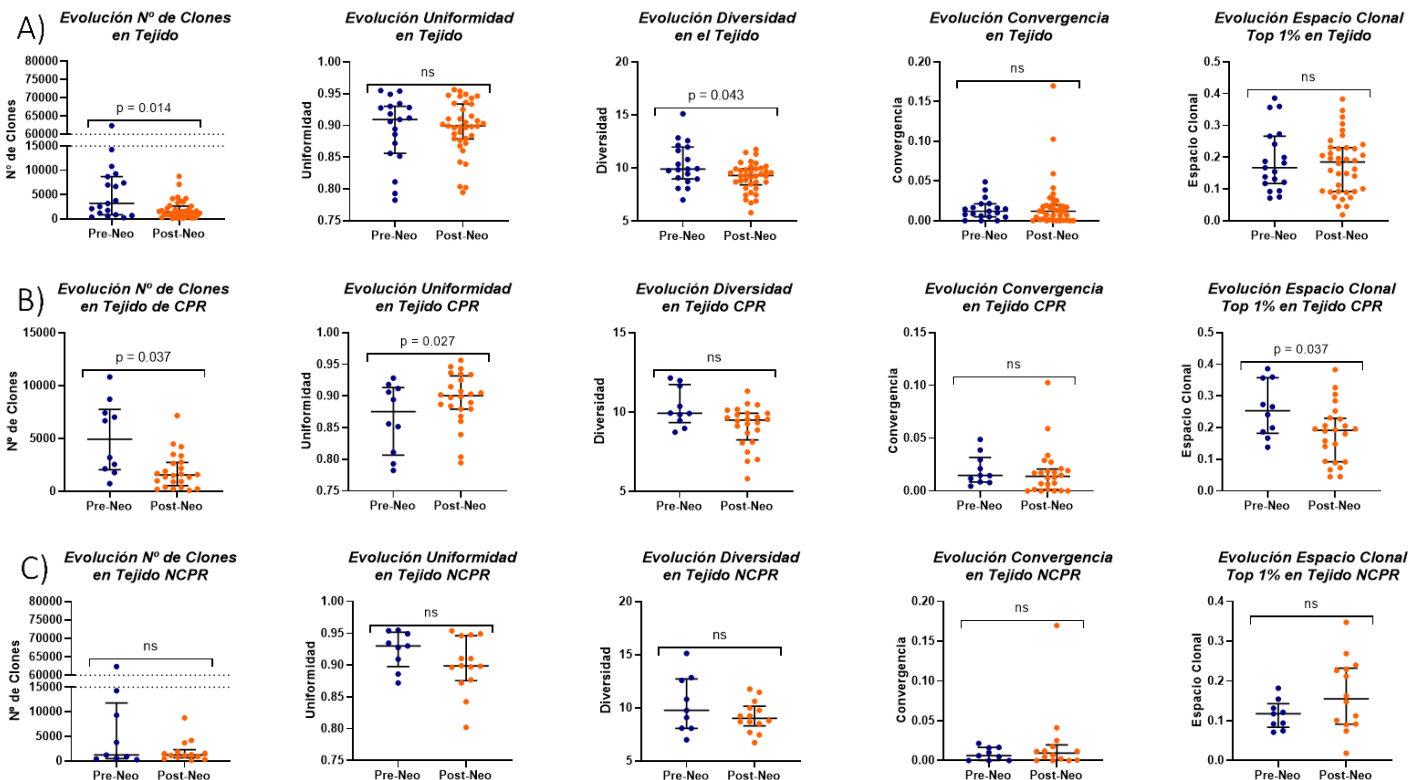 A)
Evolución Nº de Clones
en Tejido
Nº de Clones
80000
75000
70000
65000
60000
15000
10000
5000
0
p = 0.014
Pre-Neo
Post-Neo
Evolución Uniformidad
en Tejido
Uniformidad
1.00
0.95
0.90
0.85
0.80
0.75
ns
Pre-Neo
Post-Neo
Evolución Diversidad
en el Tejido
Diversidad
20
15
10
5
p = 0.043
Pre-Neo
Post-Neo
Evolución Convergencia
en Tejido
Convergencia
0.20
0.15
0.10
0.05
0.00
ns
Pre-Neo
Post-Neo
Evolución Espacio Clonal
Top 1% en Tejido
Espacio Clonal
0.5
0.4
0.3
0.2
0.1
0.0
ns
Pre-Neo
Post-Neo
B)
Evolución Nº de Clones
en Tejido de CPR
Nº de Clones
15000
10000
5000
0
p = 0.037
Pre-Neo
Post-Neo
Evolución Uniformidad
en Tejido CPR
Uniformidad
1.00
0.95
0.90
0.85
0.80
0.75
p = 0.027
Pre-Neo
Post-Neo
Evolución Diversidad
en Tejido CPR
Diversidad
15
10
5
ns
Pre-Neo
Post-Neo
Evolución Convergencia
en Tejido CPR
Convergencia
0.15
0.10
0.05
0.00
ns
Pre-Neo
Post-Neo
Evolución Espacio Clonal
Top 1% en Tejido CPR
Espacio Clonal
0.5
0.4
0.3
0.2
0.1
0.0
p = 0.037
Pre-Neo
Post-Neo
C)
Evolución Nº de Clones
en Tejido NCPR
Nº de Clones
80000
75000
70000
65000
60000
15000
10000
5000
0
ns
Pre-Neo
Post-Neo
Evolución Uniformidad
en Tejido NCPR
Uniformidad
1.00
0.95
0.90
0.85
0.80
0.75
ns
Pre-Neo
Post-Neo
Evolución Diversidad
en Tejido NCPR
Diversidad
20
15
10
5
ns
Pre-Neo
Post-Neo
Evolución Convergencia
en Tejido NCPR
Convergencia
0.20
0.15
0.10
0.05
0.00
ns
Pre-Neo
Post-Neo
Evolución Espacio Clonal
Top 1% en Tejido NCPR
Espacio Clonal
0.4
0.3
0.2
0.1
0.0
ns
Pre-Neo
Post-Neo